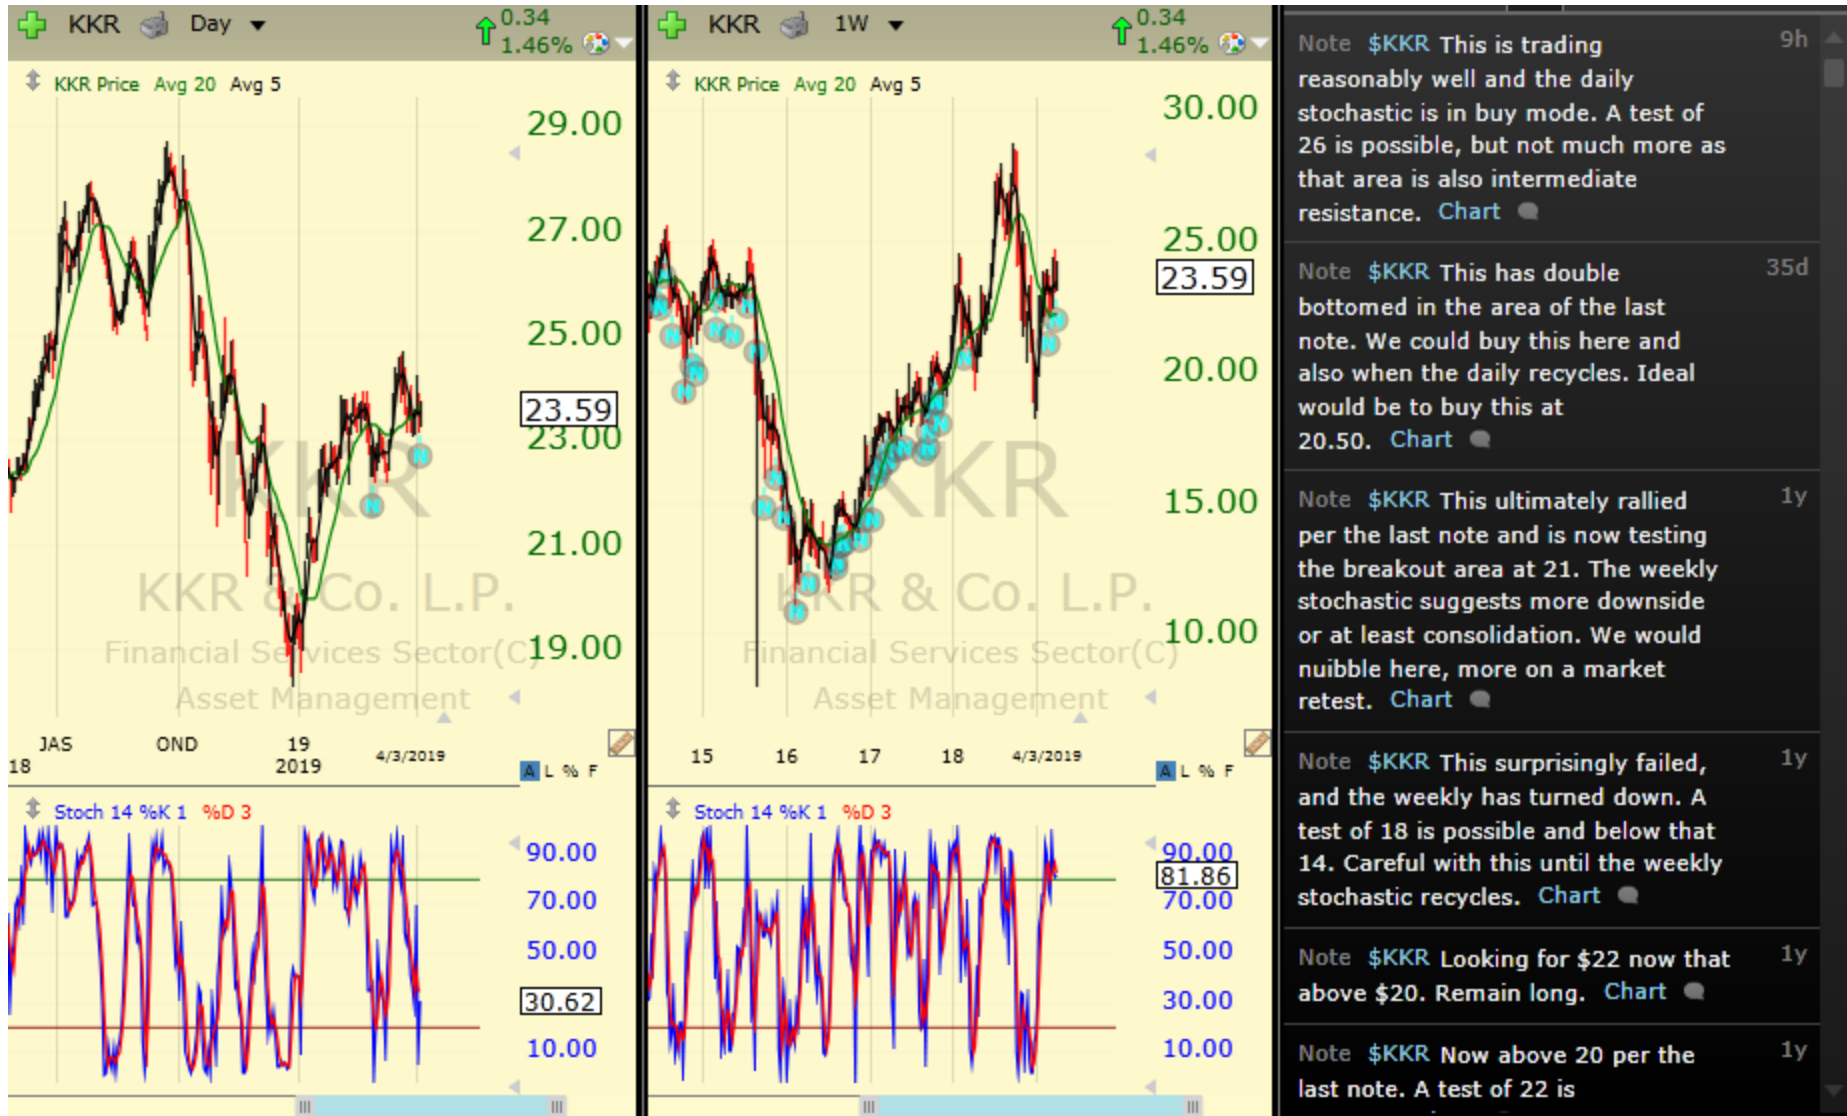 KKR Day
0.34
1.46%
KKR Price Avg 20 Avg 5
29.00
27.00
25.00
23.59
23.00
21.00
19.00
KKR
KKR & Co. L.P.
Financial Services Sector(C)
Asset Management
JAS OND 19 4/3/2019
18 2019
A L % F
Stoch 14 %K 1 %D 3
90.00
70.00
50.00
30.62
10.00
KKR 1W
0.34
1.46%
KKR Price Avg 20 Avg 5
30.00
25.00
23.59
20.00
15.00
10.00
KKR
KKR & Co. L.P.
Financial Services Sector(C)
Asset Management
15 16 17 18 4/3/2019
A L % F
Stoch 14 %K 1 %D 3
90.00
81.86
70.00
50.00
30.00
10.00
Note $KKR This is trading 9h
reasonably well and the daily
stochastic is in buy mode. A test of
26 is possible, but not much more as
that area is also intermediate
resistance. Chart
Note $KKR This has double 35d
bottomed in the area of the last
note. We could buy this here and
also when the daily recycles. Ideal
would be to buy this at
20.50. Chart
Note $KKR This ultimately rallied 1y
per the last note and is now testing
the breakout area at 21. The weekly
stochastic suggests more downside
or at least consolidation. We would
nuibble here, more on a market
retest. Chart
Note $KKR This surprisingly failed, 1y
and the weekly has turned down. A
test of 18 is possible and below that
14. Careful with this until the weekly
stochastic recycles. Chart
Note $KKR Looking for $22 now that 1y
above $20. Remain long. Chart
Note $KKR Now above 20 per the 1y
last note. A test of 22 is